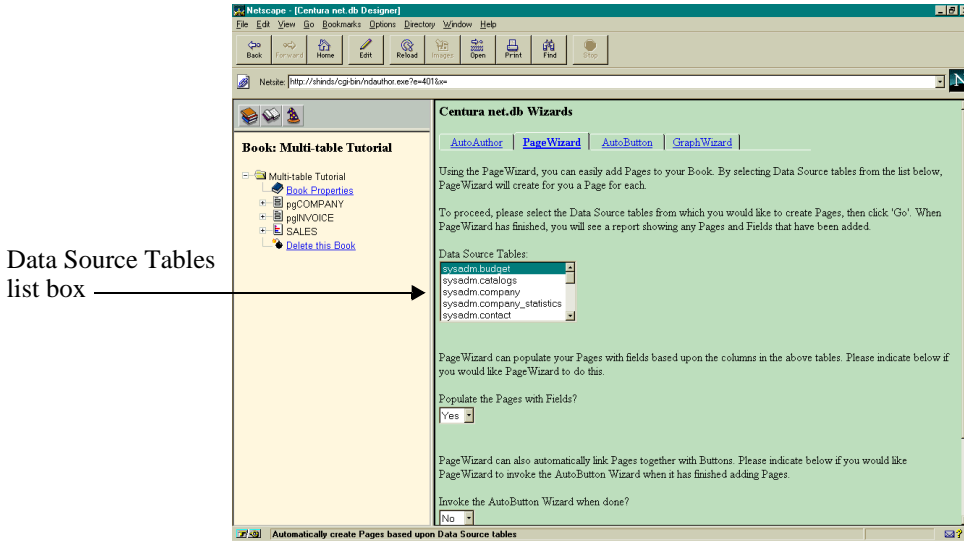 Netscape - [Centura net.db Designer]
File Edit View Go Bookmarks Options Directory Window Help
Back Forward Home Edit Reload Images Open Print Find Stop
Netsite: http://shinds/cgi-bin/ndauthor.exe?e=401&x=
N
Book: Multi-table Tutorial
Multi-table Tutorial
Book Properties
pgCOMPANY
pgINVOICE
SALES
Delete this Book
Data Source Tables
list box
Centura net.db Wizards
AutoAuthor PageWizard AutoButton GraphWizard
Using the PageWizard, you can easily add Pages to your Book. By selecting Data Source tables from the list below,
PageWizard will create for you a Page for each.
To proceed, please select the Data Source tables from which you would like to create Pages, then click 'Go'. When
PageWizard has finished, you will see a report showing any Pages and Fields that have been added.
Data Source Tables:
sysadm.budget
sysadm.catalogs
sysadm.company
sysadm.company_statistics
sysadm.contact
PageWizard can populate your Pages with fields based upon the columns in the above tables. Please indicate below if
you would like PageWizard to do this.
Populate the Pages with Fields?
Yes
PageWizard can also automatically link Pages together with Buttons. Please indicate below if you would like
PageWizard to invoke the AutoButton Wizard when it has finished adding Pages.
Invoke the AutoButton Wizard when done?
No
Automatically create Pages based upon Data Source tables